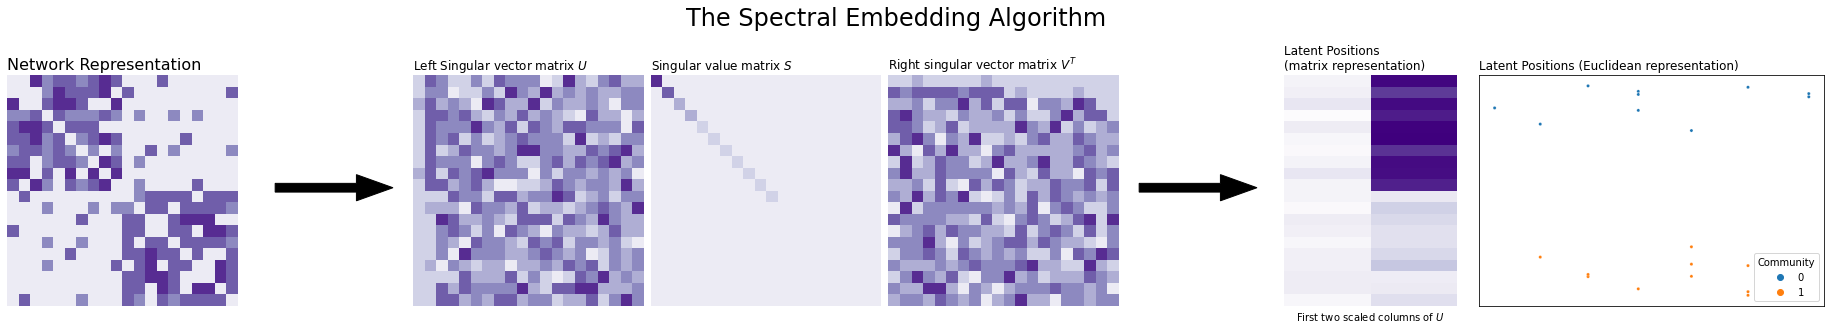 The Spectral Embedding Algorithm
Network Representation
Left Singular vector matrix U
Singular value matrix S
Right singular vector matrix V^T
Latent Positions
(matrix representation)
Latent Positions (Euclidean representation)
Community
0
1
First two scaled columns of U